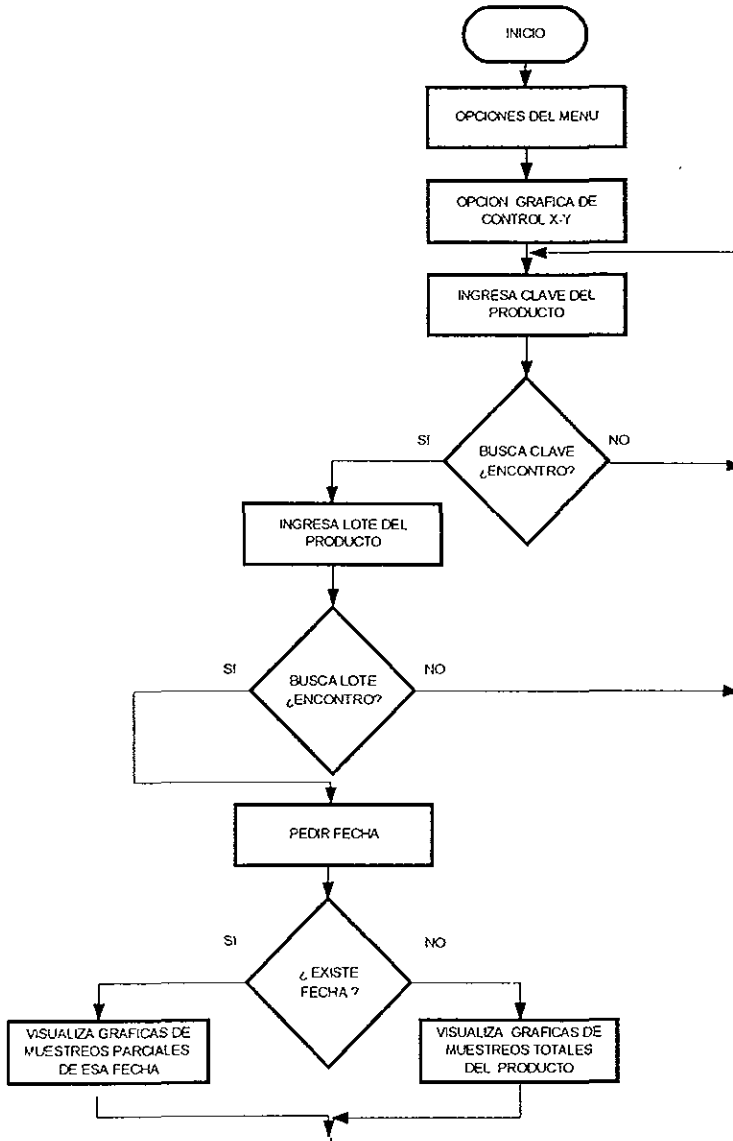 INICIO
OPCIONES DEL MENU
OPCION GRAFICA DE
CONTROL X-Y
INGRESA CLAVE DEL
PRODUCTO
SI
BUSCA CLAVE
¿ENCONTRO?
NO
INGRESA LOTE DEL
PRODUCTO
SI
BUSCA LOTE
¿ENCONTRO?
NO
PEDIR FECHA
SI
¿ EXISTE
FECHA ?
NO
VISUALIZA GRAFICAS DE
MUESTREOS PARCIALES
DE ESA FECHA
VISUALIZA GRAFICAS DE
MUESTREOS TOTALES
DEL PRODUCTO